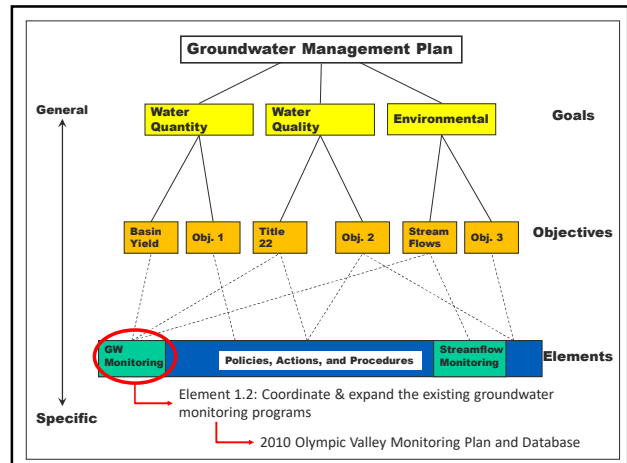 Groundwater Management Plan
General
Water
Quantity
Water
Quality
Environmental
Goals
Basin
Yield
Obj. 1
Title
22
Obj. 2
Stream
Flows
Obj. 3
Objectives
GW
Monitoring
Policies, Actions, and Procedures
Streamflow
Monitoring
Elements
Specific
Element 1.2: Coordinate & expand the existing groundwater
monitoring programs
2010 Olympic Valley Monitoring Plan and Database